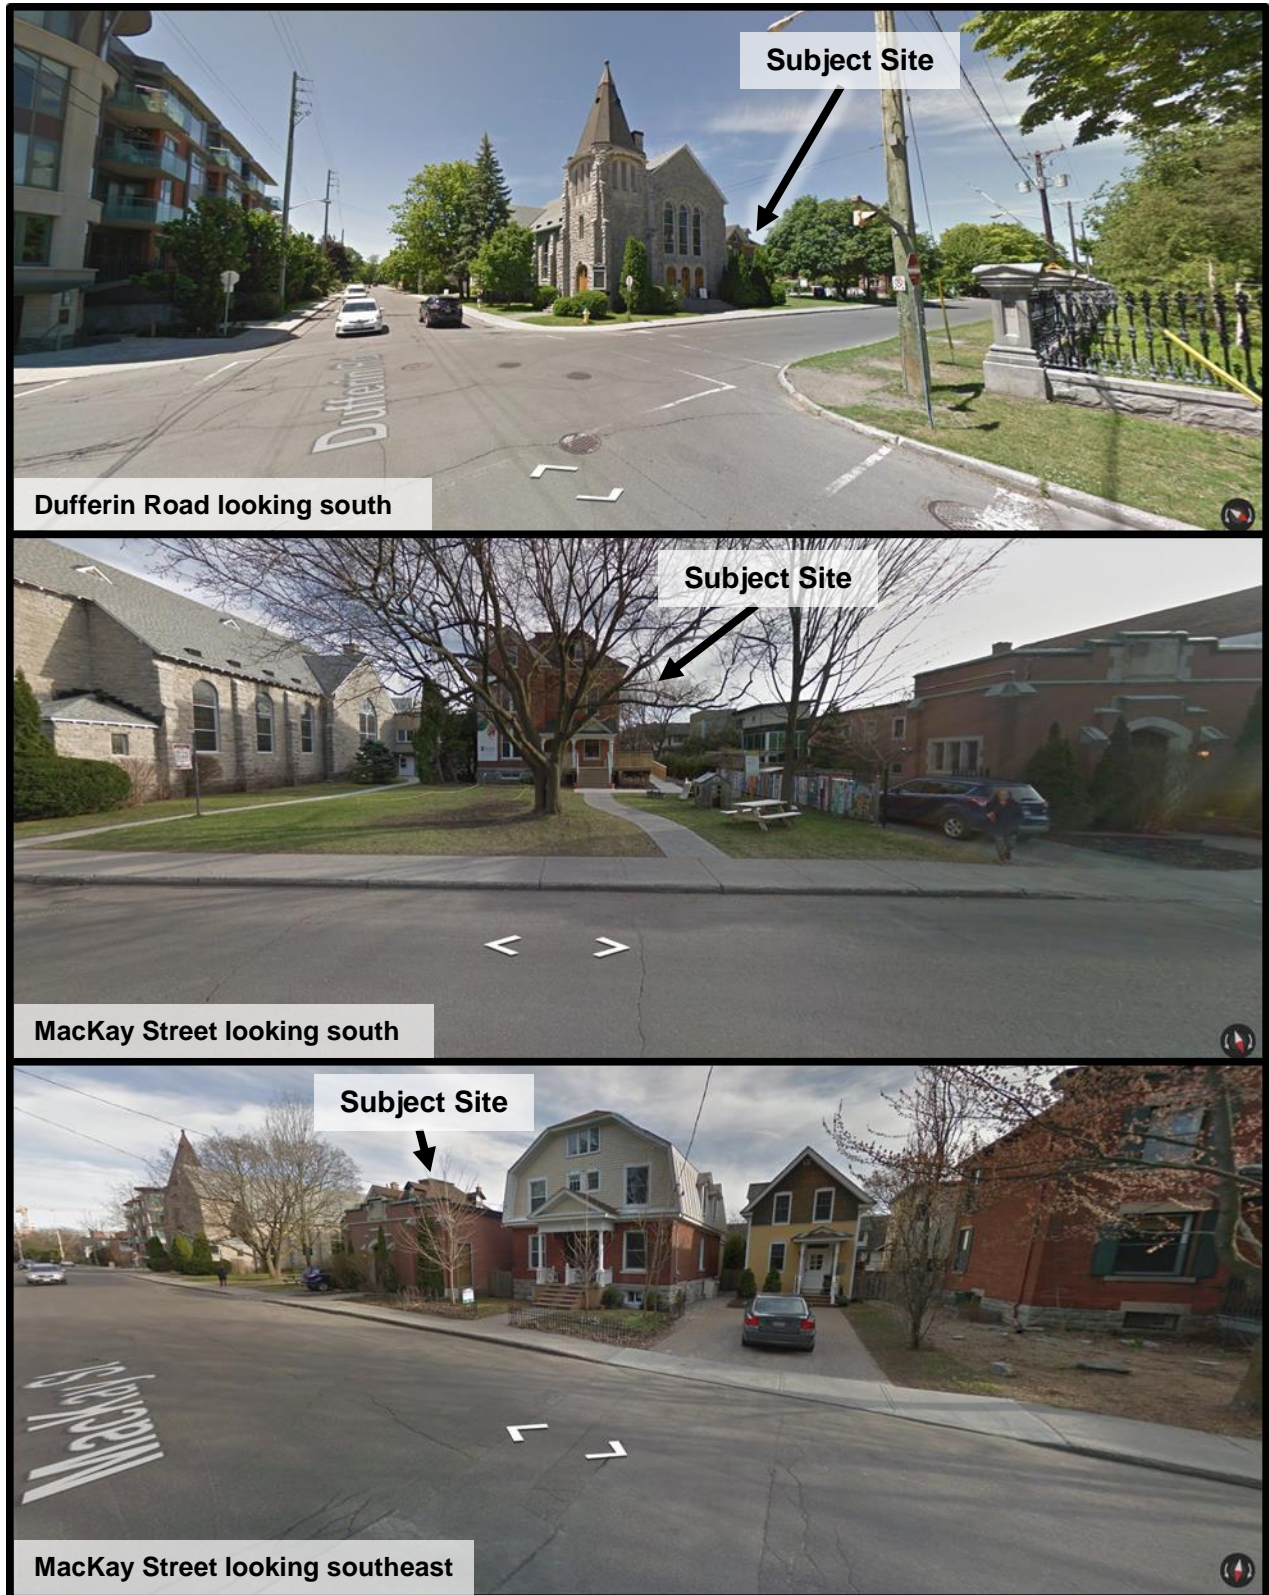 Subject Site
Dufferin Rd
Dufferin Road looking south
Subject Site
MacKay Street looking south
Subject Site
MacKay St
MacKay Street looking southeast